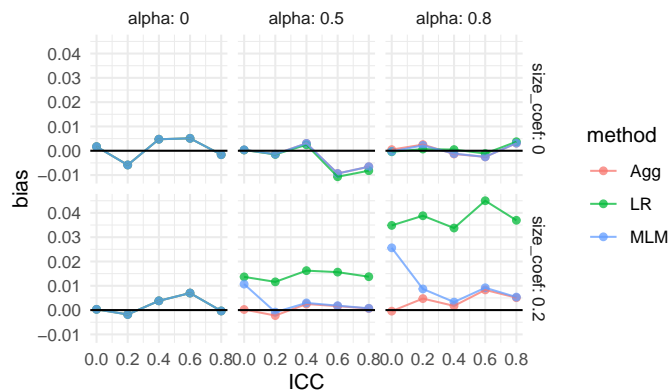 alpha: 0
alpha: 0.5
alpha: 0.8
0.04
0.03
0.02
0.01
0.00
−0.01
size_coef: 0
0.04
0.03
0.02
0.01
0.00
−0.01
size_coef: 0.2
bias
0.0 0.2 0.4 0.6 0.8
0.0 0.2 0.4 0.6 0.8
0.0 0.2 0.4 0.6 0.8
ICC
method
Agg
LR
MLM